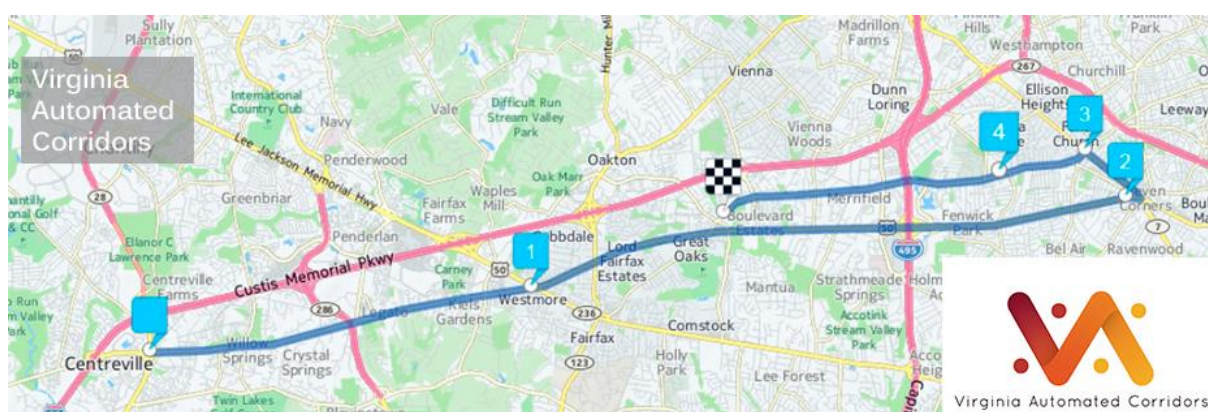 Virginia
Automated
Corridors
50
Sully
Plantation
International
Country Club
Navy
Vale
Difficult Run
Stream Valley
Park
Vienna
Madrillon
Farms
Westhampton
267
Churchill
Park
Dunn
Loring
Ellison
Heights
Leeway
Lee Jackson Memorial Hwy
Penderwood
Oakton
Vienna
Woods
4
3
Church
2
28
Greenbriar
Waples
Mill
Oak Marr
Park
Fairfax
Farms
Merrifield
Boulevard
Estates
Fenwick
Park
Corners
7
Ellanor C
Lawrence Park
Penderlan
50
495
Bel Air
Ravenwood
Centreville
Farms
Custis Memorial Pkwy
Carney
Park
1
Lord
Fairfax
Estates
Great
Oaks
Mantua
Strathmeade
Springs
286
Legato
Kiels
Gardens
Westmore
236
Accotink
Stream Valley
Park
Centreville
Willow
Springs
Crystal
Springs
Fairfax
Comstock
123
Holly
Park
Lee Forest
Twin Lakes
Virginia Automated Corridors